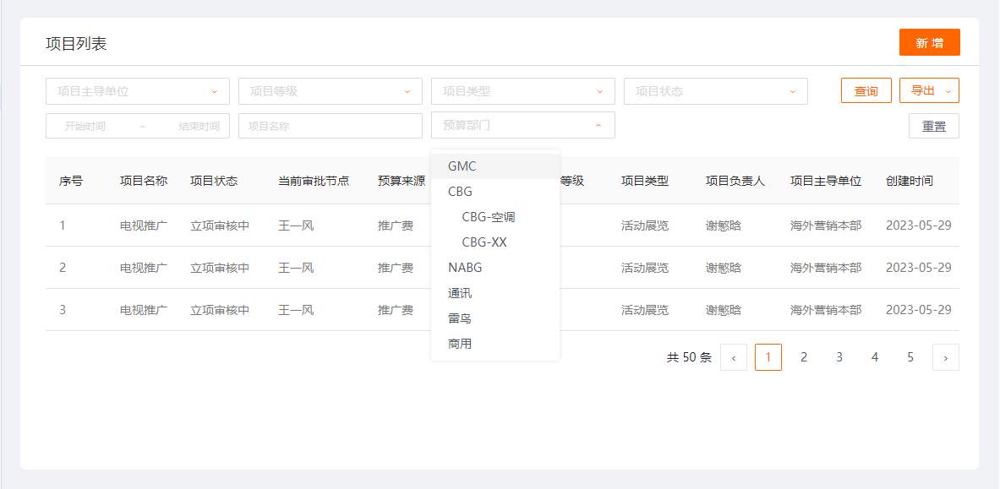 项目列表
新 增
项目主导单位 项目等级 项目类型 项目状态 查询 导出
开始时间 ~ 结束时间 项目名称 预算部门 重置
序号 项目名称 项目状态 当前审批节点 预算来源 等级 项目类型 项目负责人 项目主导单位 创建时间
1 电视推广 立项审核中 王一风 推广费 活动展览 谢慜晗 海外营销本部 2023-05-29
2 电视推广 立项审核中 王一风 推广费 活动展览 谢慜晗 海外营销本部 2023-05-29
3 电视推广 立项审核中 王一风 推广费 活动展览 谢慜晗 海外营销本部 2023-05-29
GMC
CBG
CBG-空调
CBG-XX
NABG
通讯
雷鸟
商用
共 50 条 ‹ 1 2 3 4 5 ›